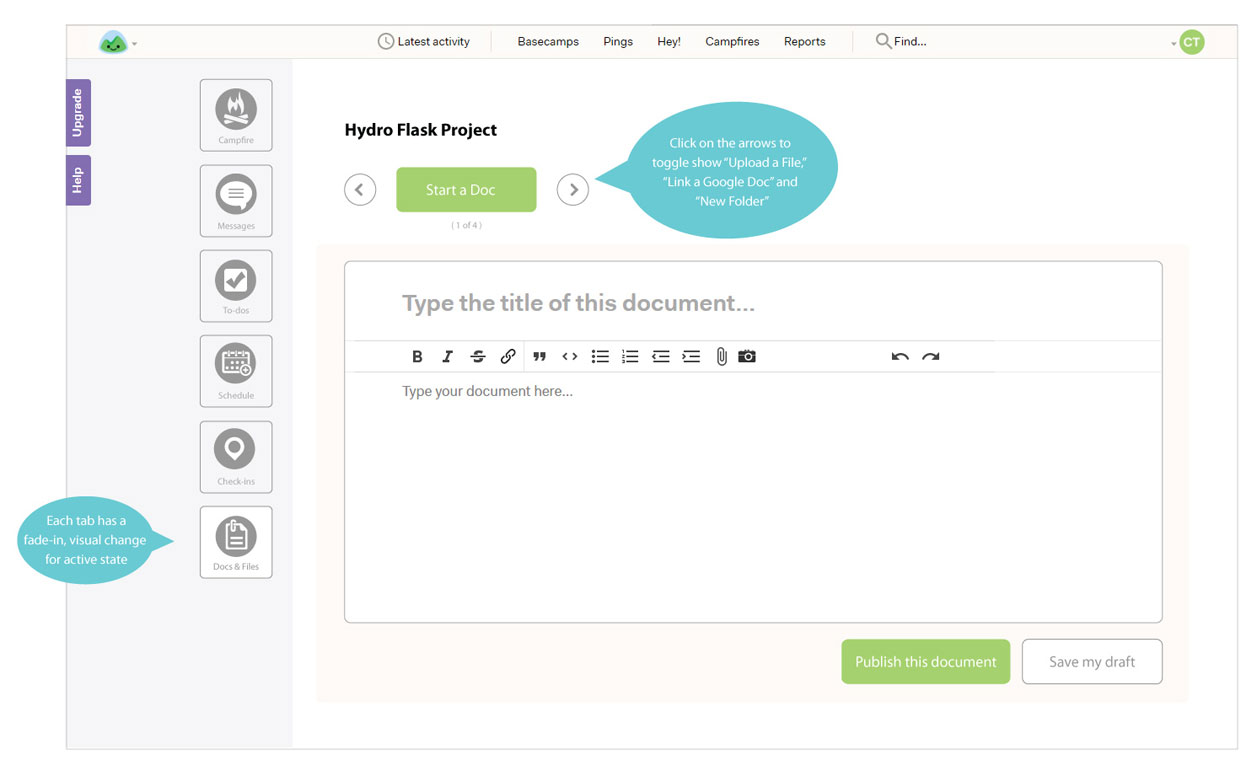 Latest activity
Basecamps
Pings
Hey!
Campfires
Reports
Find...
CT
Upgrade
Help
Campfire
Messages
To-dos
Schedule
Check-ins
Docs & Files
Each tab has a
fade-in, visual change
for active state
Hydro Flask Project
Start a Doc
( 1 of 4 )
Click on the arrows to
toggle show “Upload a File,”
“Link a Google Doc” and
“New Folder”
Type the title of this document...
B I S
Type your document here...
Publish this document
Save my draft